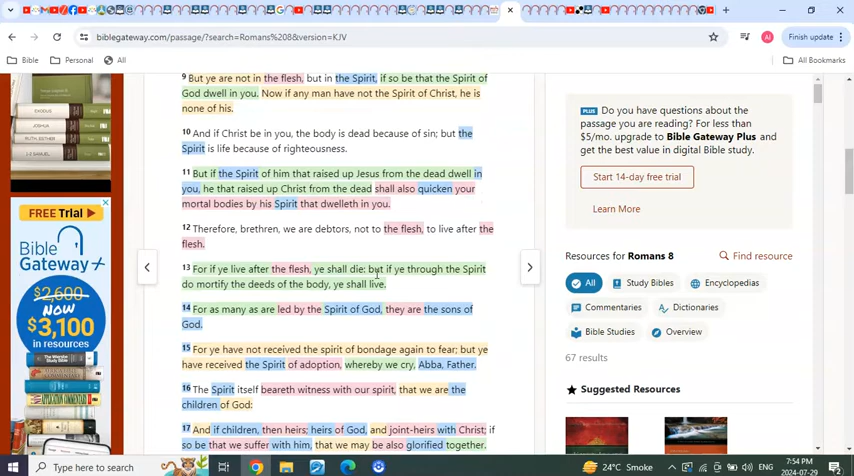 biblegateway.com/passage/?search=Romans%208&version=KJV
AI
Finish update
Bible
Personal
All
All Bookmarks
EXODUS
JOSHUA
FREE Trial
Bible
Gateway+
$2,600
NOW
$3,100
in resources
9 But ye are not in the flesh, but in the Spirit, if so be that the Spirit of
God dwell in you. Now if any man have not the Spirit of Christ, he is
none of his.
10 And if Christ be in you, the body is dead because of sin; but the
Spirit is life because of righteousness.
11 But if the Spirit of him that raised up Jesus from the dead dwell in
you, he that raised up Christ from the dead shall also quicken your
mortal bodies by his Spirit that dwelleth in you.
12 Therefore, brethren, we are debtors, not to the flesh, to live after the
flesh.
13 For if ye live after the flesh, ye shall die: but if ye through the Spirit
do mortify the deeds of the body, ye shall live.
14 For as many as are led by the Spirit of God, they are the sons of
God.
15 For ye have not received the spirit of bondage again to fear; but ye
have received the Spirit of adoption, whereby we cry, Abba, Father.
16 The Spirit itself beareth witness with our spirit, that we are the
children of God:
17 And if children, then heirs; heirs of God, and joint-heirs with Christ; if
so be that we suffer with him, that we may be also glorified together.
PLUS Do you have questions about the
passage you are reading? For less than
$5/mo. upgrade to Bible Gateway Plus and
get the best value in digital Bible study.
Start 14-day free trial
Learn More
Resources for Romans 8
Find resource
All
Study Bibles
Encyclopedias
Commentaries
Dictionaries
Bible Studies
Overview
67 results
Suggested Resources
Type here to search
24°C Smoke
ENG
7:54 PM
2024-07-29